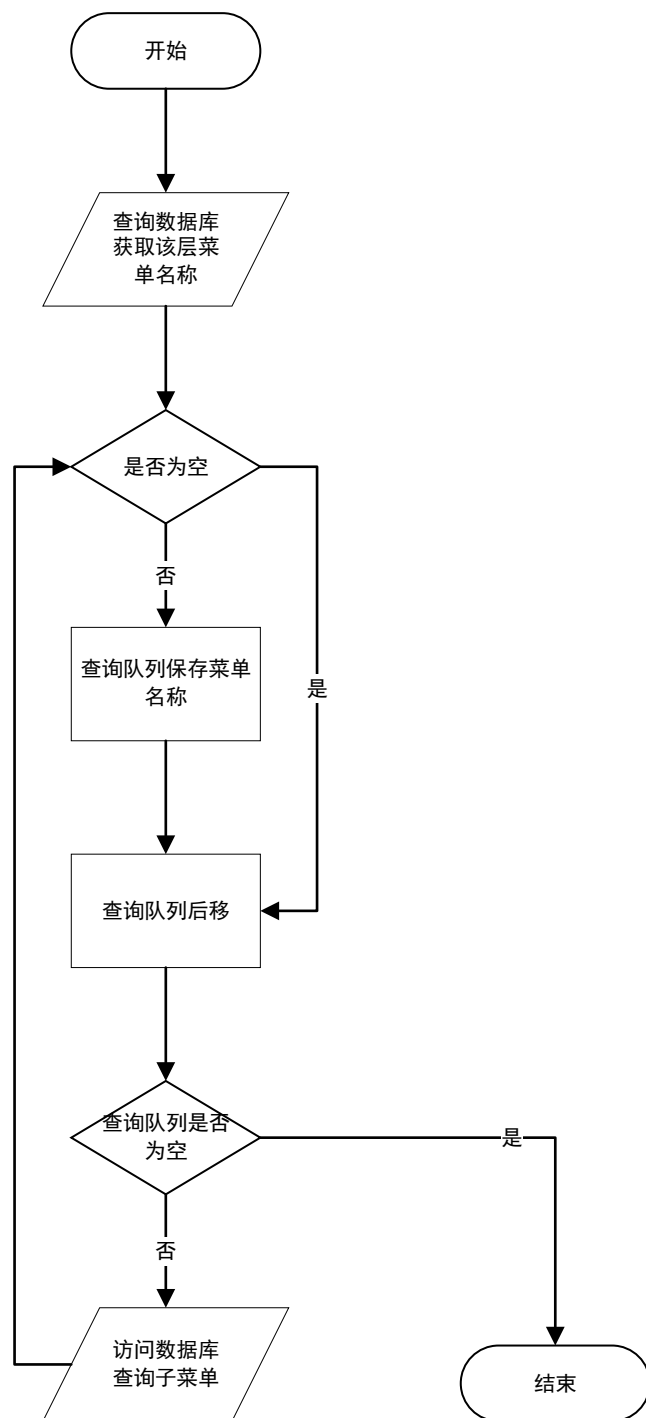 开始
查询数据库
获取该层菜
单名称
是否为空
否
查询队列保存菜单
名称
是
查询队列后移
查询队列是否
为空
是
否
访问数据库
查询子菜单
结束